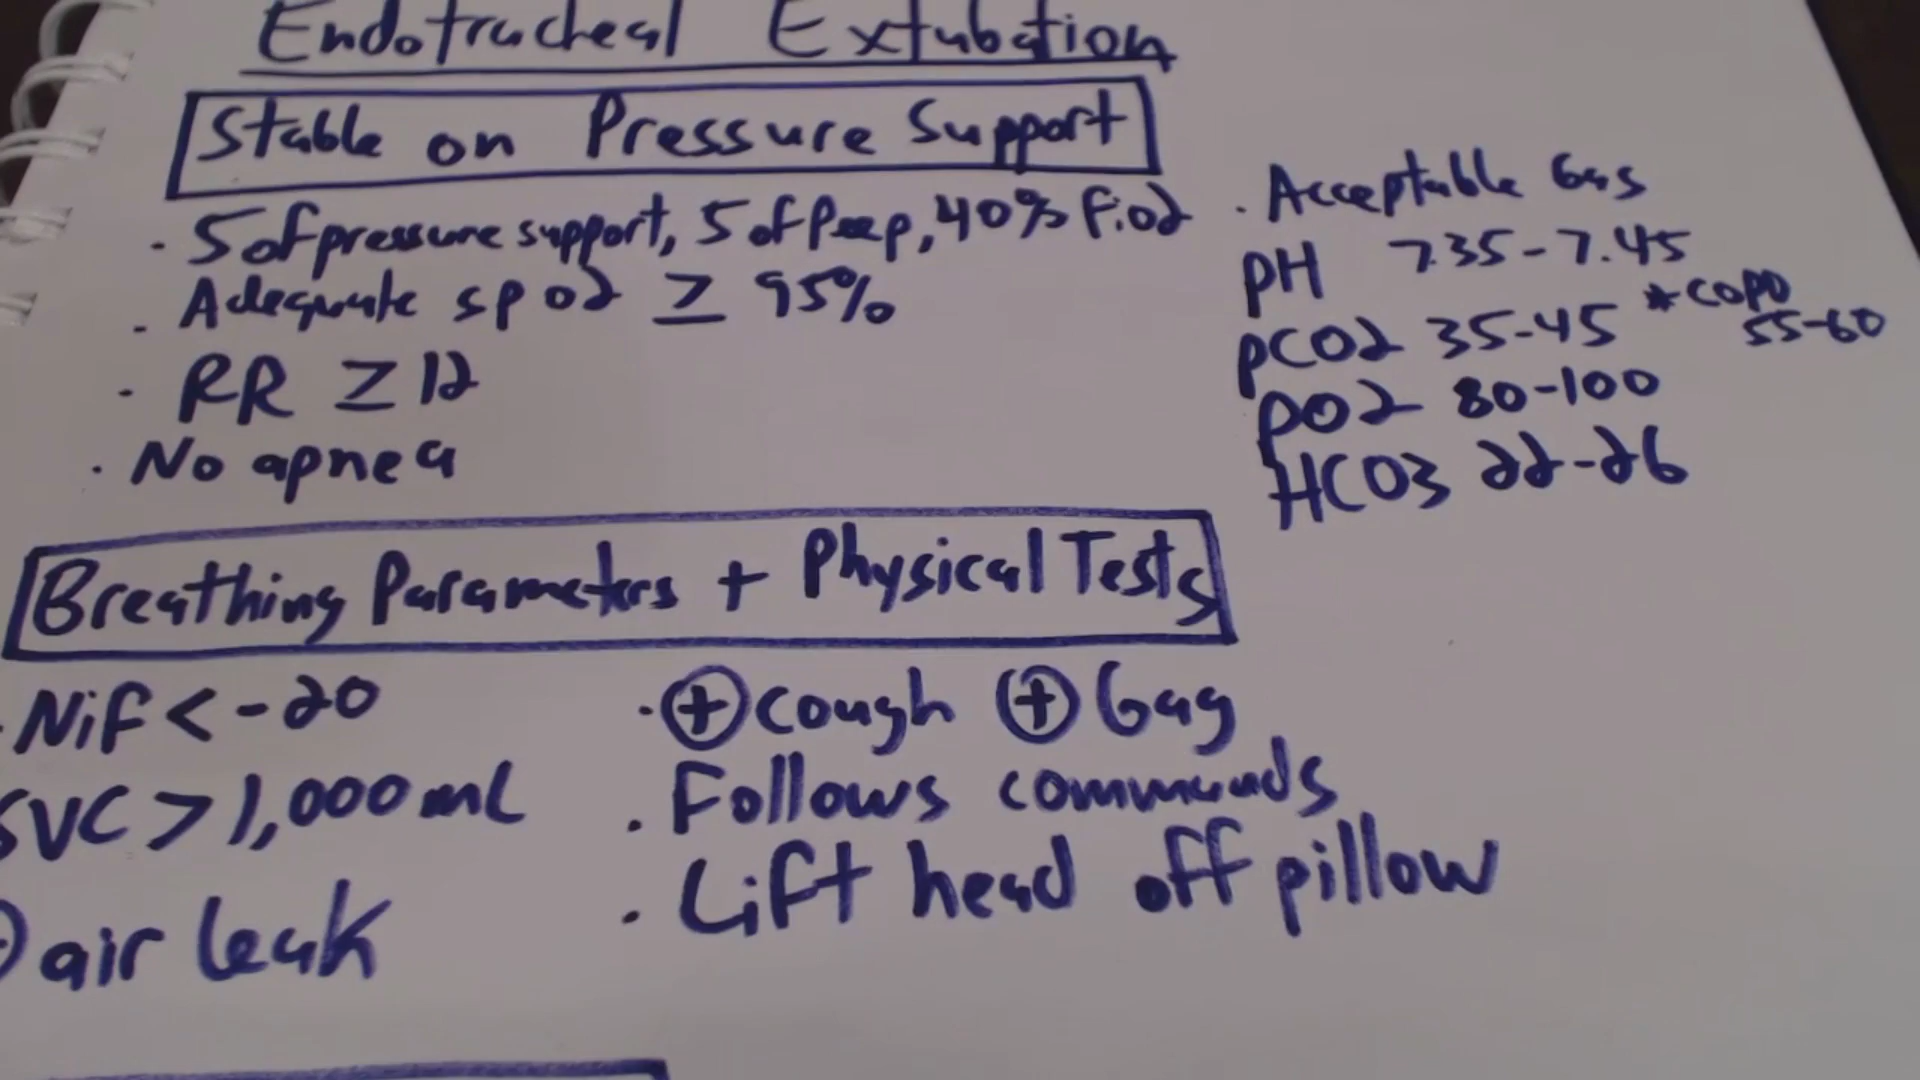 Endotracheal Extubation
Stable on Pressure Support
· 5 of pressure support, 5 of Peep, 40% fio2
· Adequate spo2 ≥ 95%
· RR ≥ 12
· No apnea
· Acceptable Gas
pH 7.35-7.45
pCO2 35-45 *COPD
55-60
pO2 80-100
HCO3 22-26
Breathing Parameters + Physical Tests
· Nif < -20
SVC > 1,000 mL
+ air leak
· + cough + Gag
· Follows commands
· Lift head off pillow